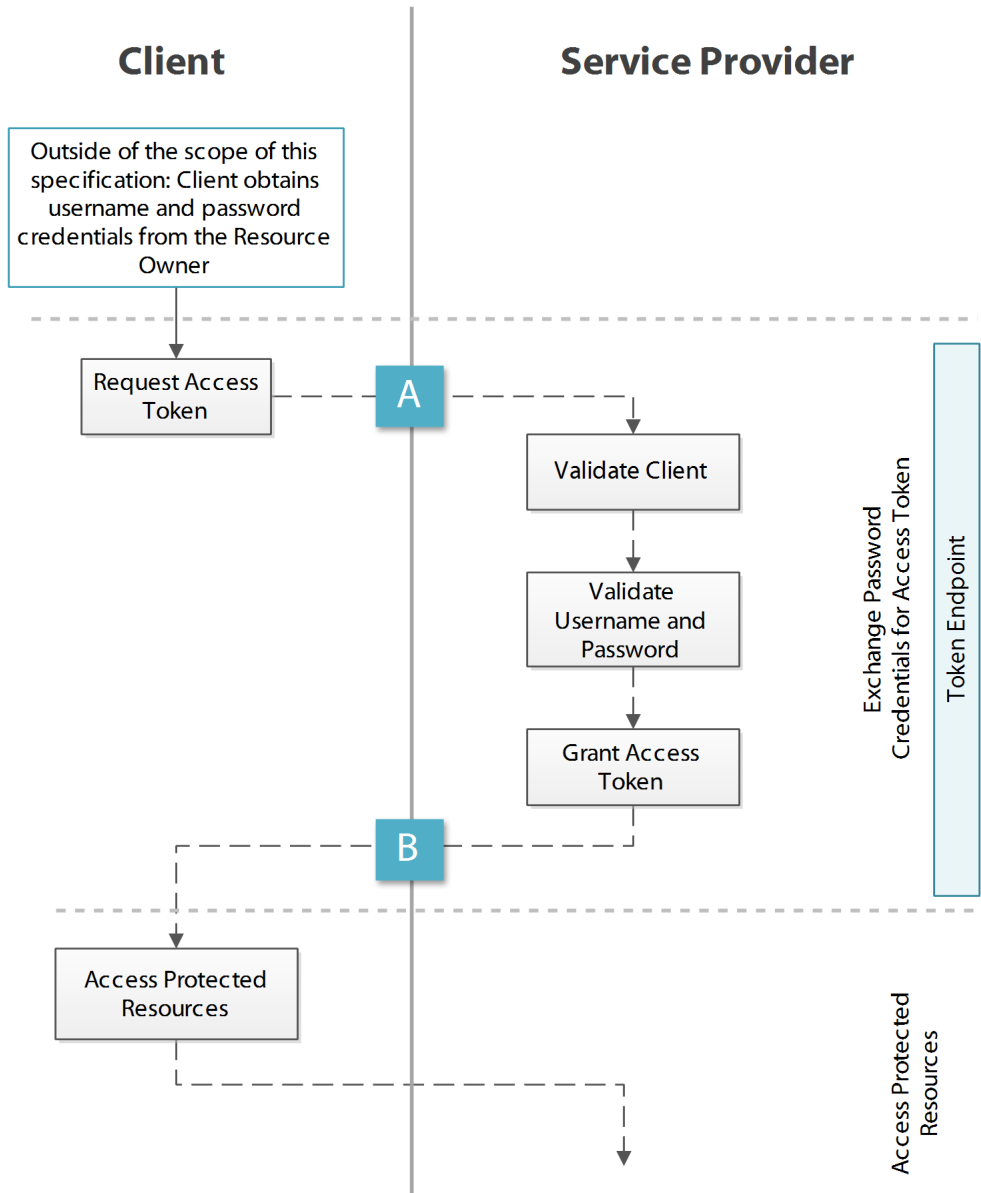 Client
Service Provider
Outside of the scope of this
specification: Client obtains
username and password
credentials from the Resource
Owner
Request Access
Token
A
Validate Client
Validate
Username and
Password
Grant Access
Token
B
Exchange Password
Credentials for Access Token
Token Endpoint
Access Protected
Resources
Access Protected
Resources